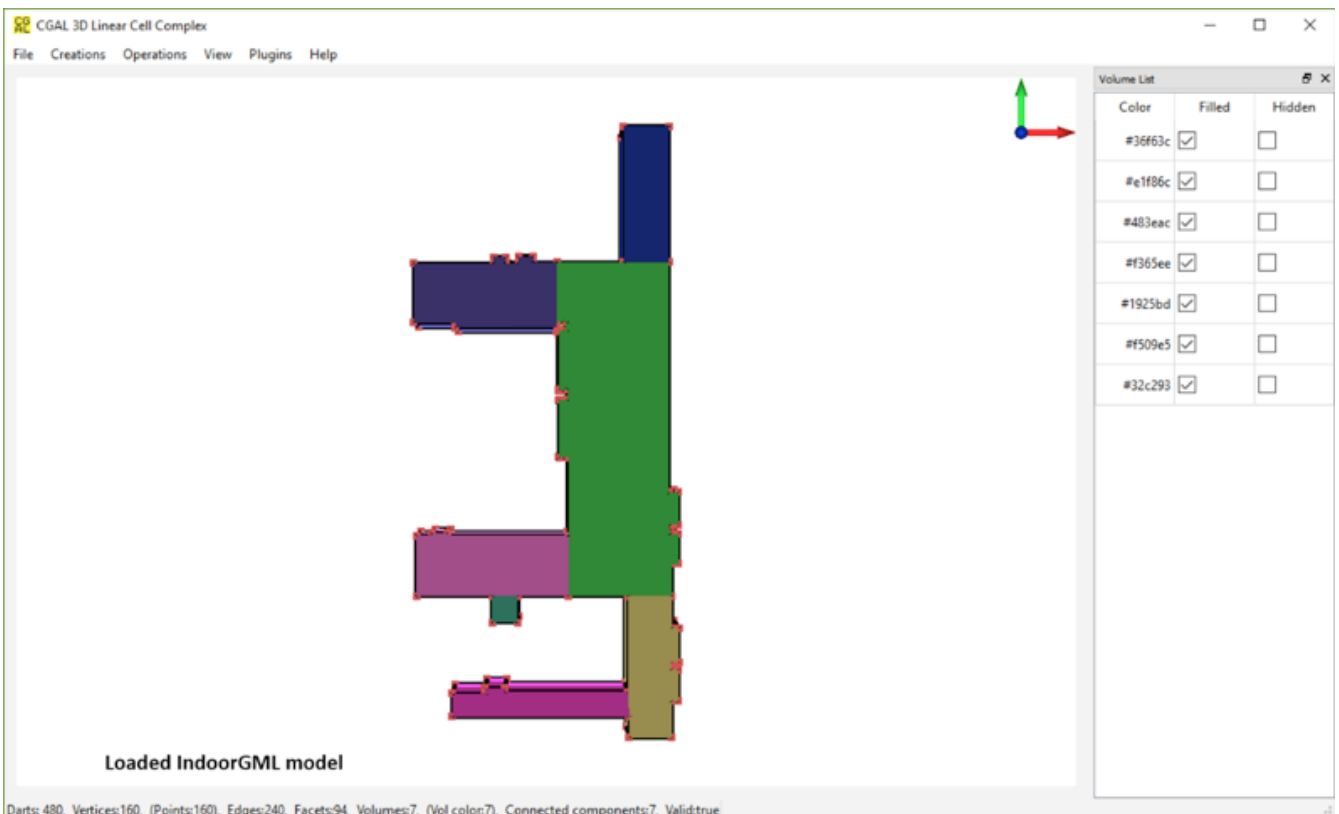 CG
AL CGAL 3D Linear Cell Complex
File Creations Operations View Plugins Help
Volume List
Color Filled Hidden
#36f63c
#e1f86c
#483eac
#f365ee
#1925bd
#f509e5
#32c293
Loaded IndoorGML model
Darts: 480, Vertices:160, (Points:160), Edges:240, Facets:94, Volumes:7, (Vol color:7), Connected components:7, Valid:true